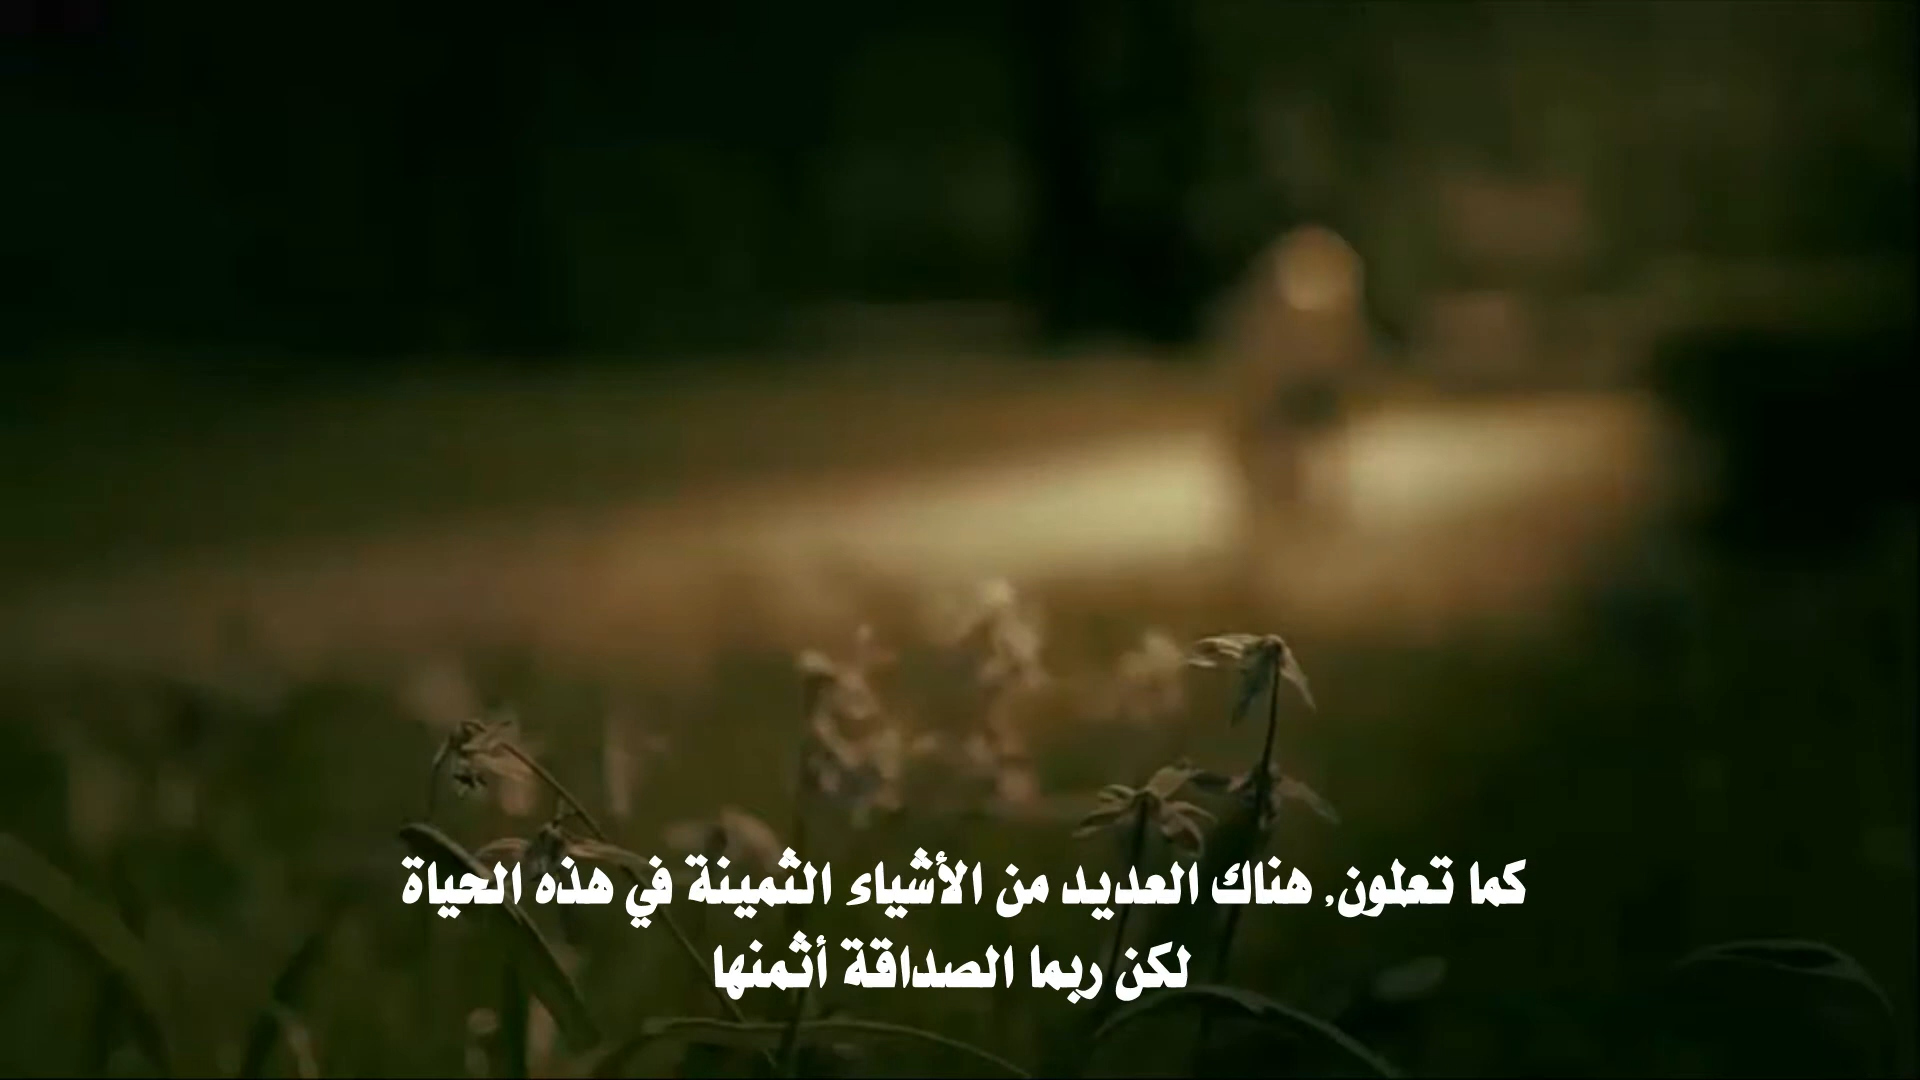 كما تعلون, هناك العديد من الأشياء الثمينة في هذه الحياة
لكن ربما الصداقة أثمنها